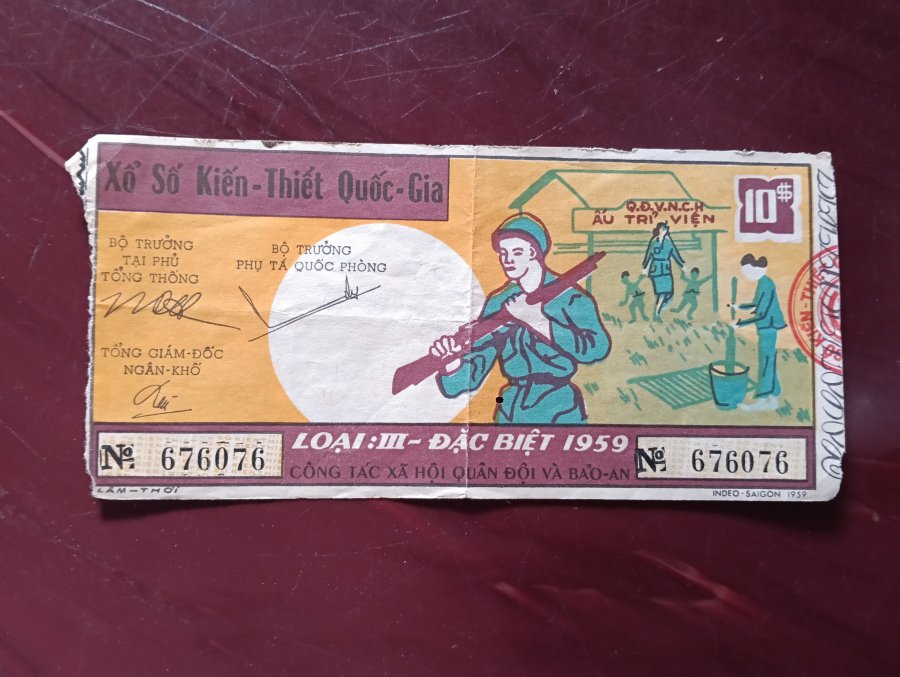 Xổ Số Kiến-Thiết Quốc-Gia
BỘ TRƯỞNG
TẠI PHỦ
TỔNG THỐNG
BỘ TRƯỞNG
PHỤ TÁ QUỐC PHÒNG
TỔNG GIÁM-ĐỐC
NGÂN-KHỐ
Q.Đ.V.N.C.H
ẤU TRĨ VIỆN
10$
LOẠI:III-ĐẶC BIỆT 1959
CÔNG TÁC XÃ HỘI QUÂN ĐỘI VÀ BẢO-AN
No 676076
No 676076
LÂM-THỜI
INDEO-SAIGON 1959